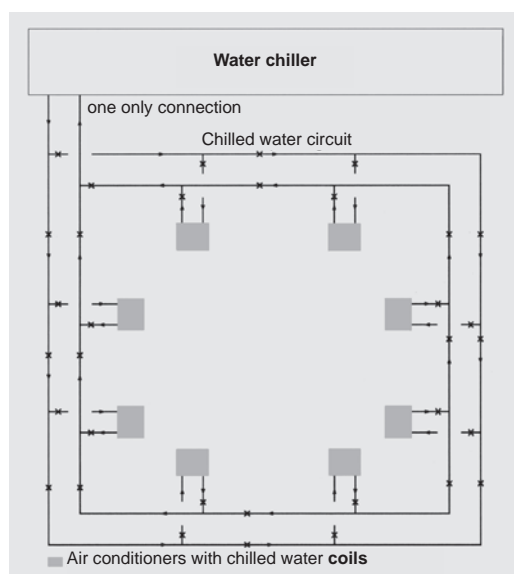 Water chiller
one only connection
Chilled water circuit
Air conditioners with chilled water coils